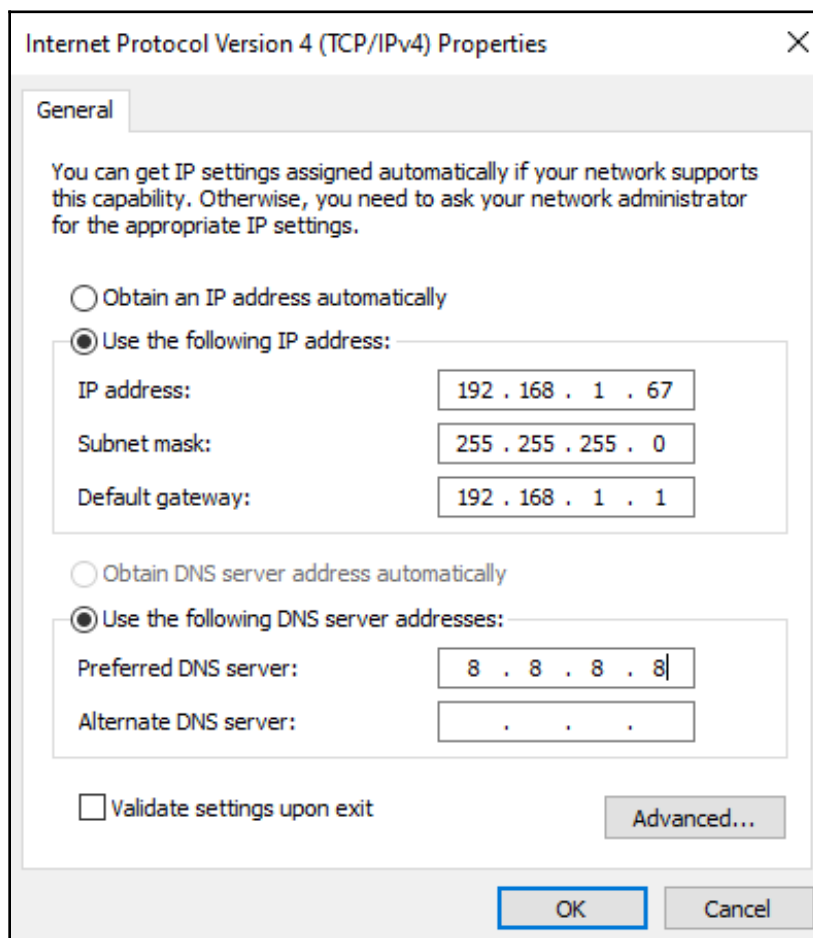 Internet Protocol Version 4 (TCP/IPv4) Properties
General
You can get IP settings assigned automatically if your network supports
this capability. Otherwise, you need to ask your network administrator
for the appropriate IP settings.
Obtain an IP address automatically
Use the following IP address:
IP address: 192 . 168 . 1 . 67
Subnet mask: 255 . 255 . 255 . 0
Default gateway: 192 . 168 . 1 . 1
Obtain DNS server address automatically
Use the following DNS server addresses:
Preferred DNS server: 8 . 8 . 8 . 8
Alternate DNS server: . . .
Validate settings upon exit
Advanced...
OK Cancel